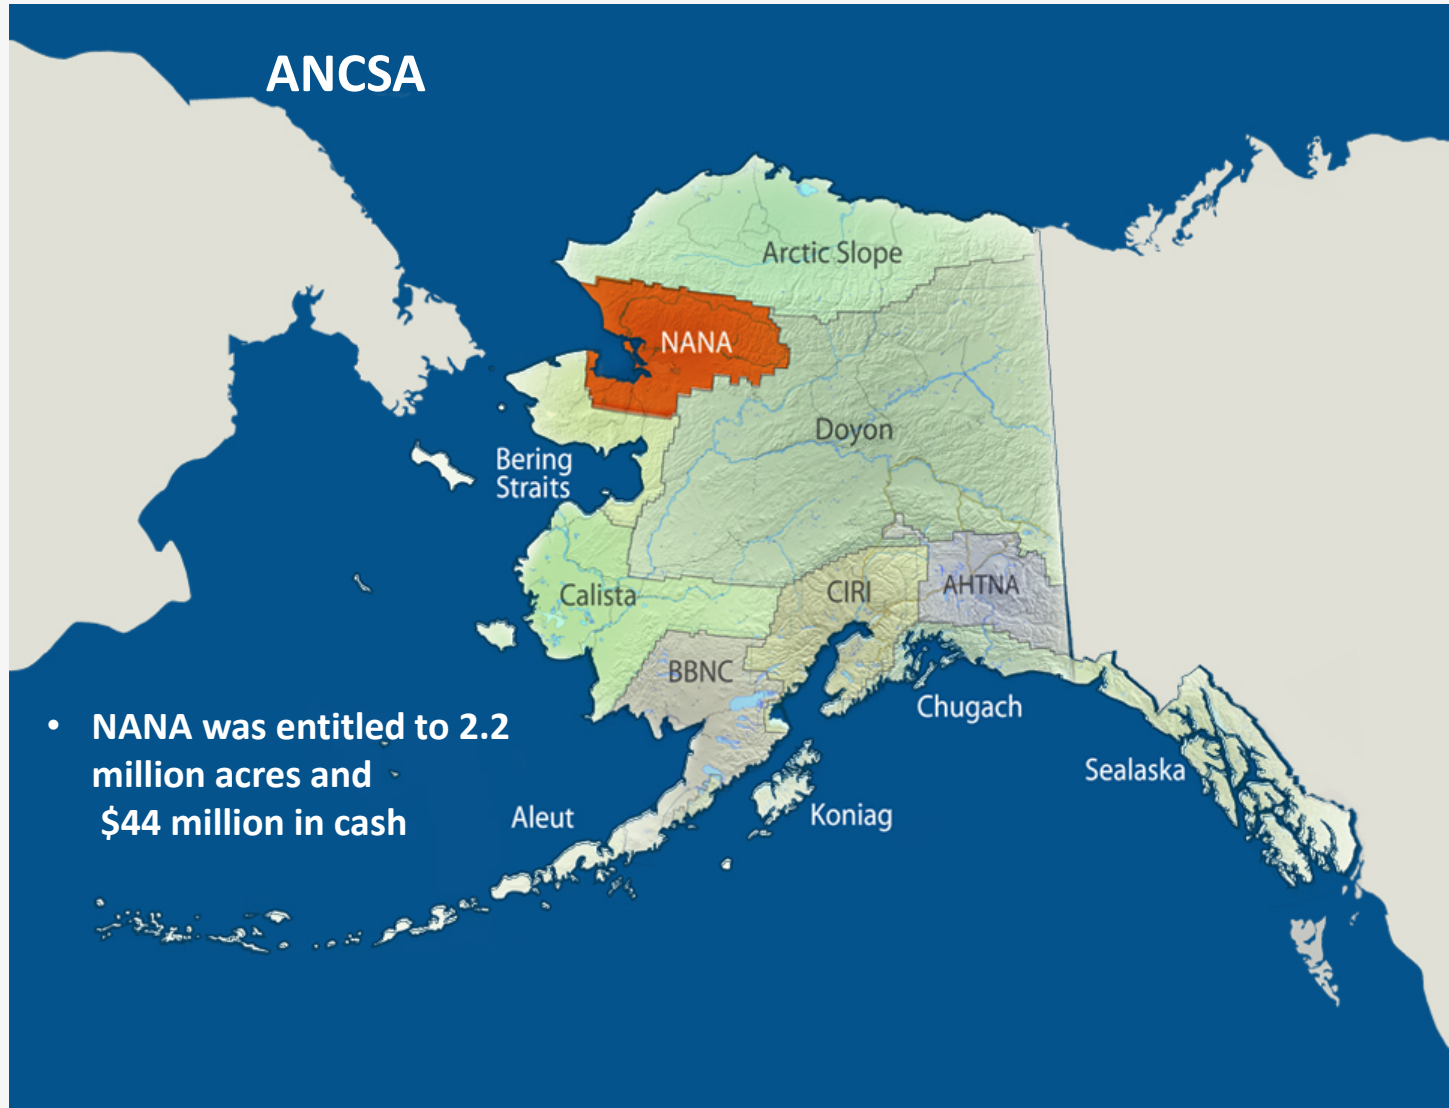 ANCSA
Arctic Slope
NANA
Doyon
Bering
Straits
Calista
CIRI
AHTNA
BBNC
Chugach
• NANA was entitled to 2.2
million acres and
$44 million in cash
Sealaska
Aleut
Koniag